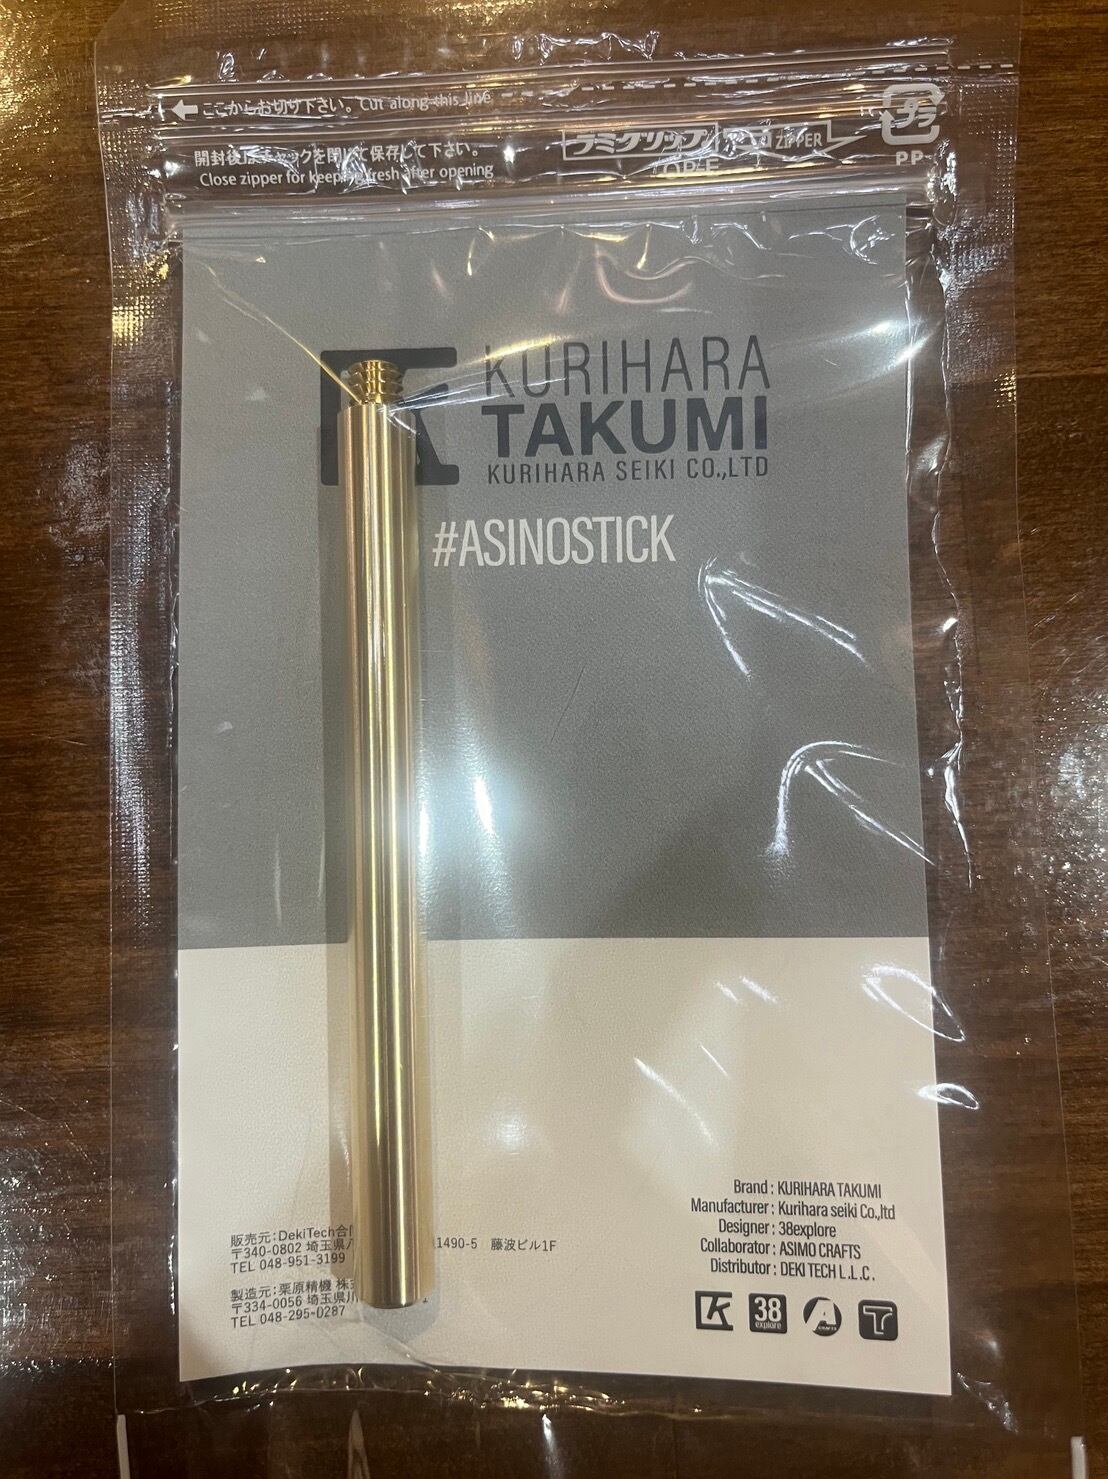 ここからお切り下さい。Cut along this line
プラ
PP
ラミグリップ
ZIPPER
開封後はチャックを閉じて保存して下さい。
Close zipper for keeping fresh after opening
KURIHARA
TAKUMI
KURIHARA SEIKI CO.,LTD
#ASINOSTICK
Brand : KURIHARA TAKUMI
Manufacturer : Kurihara seiki Co.,ltd
Designer : 38explore
Collaborator : ASIMO CRAFTS
Distributor : DEKI TECH L.L.C.
販売元:DekiTech合
〒340-0802 埼玉県 1490-5 藤波ビル1F
TEL 048-951-3199
製造元:栗原精機 株
〒334-0056 埼玉県川
TEL 048-295-0287
K
38
explore
A
CRAFTS
T